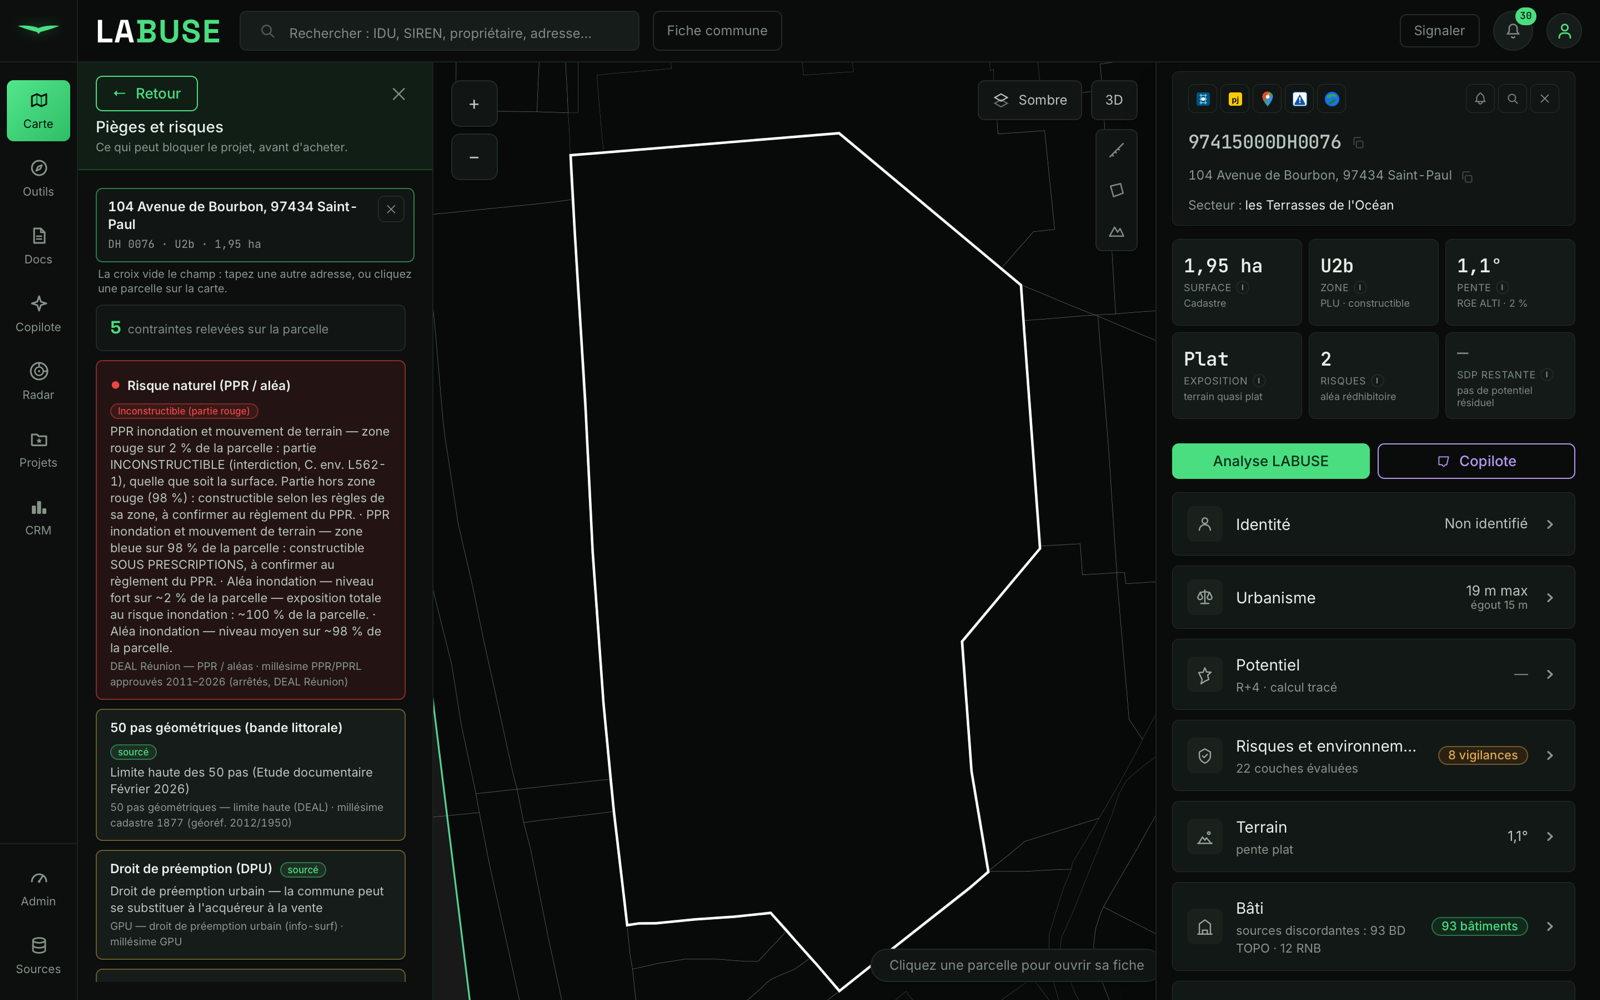 LABUSE
Rechercher : IDU, SIREN, propriétaire, adresse...
Fiche commune
Signaler
30
Carte
Outils
Docs
Copilote
Radar
Projets
CRM
Admin
Sources
← Retour
Pièges et risques
Ce qui peut bloquer le projet, avant d'acheter.
104 Avenue de Bourbon, 97434 Saint-
Paul
DH 0076 · U2b · 1,95 ha
La croix vide le champ : tapez une autre adresse, ou cliquez
une parcelle sur la carte.
5 contraintes relevées sur la parcelle
Risque naturel (PPR / aléa)
Inconstructible (partie rouge)
PPR inondation et mouvement de terrain — zone
rouge sur 2 % de la parcelle : partie
INCONSTRUCTIBLE (interdiction, C. env. L562-
1), quelle que soit la surface. Partie hors zone
rouge (98 %) : constructible selon les règles de
sa zone, à confirmer au règlement du PPR. · PPR
inondation et mouvement de terrain — zone
bleue sur 98 % de la parcelle : constructible
SOUS PRESCRIPTIONS, à confirmer au
règlement du PPR. · Aléa inondation — niveau
fort sur ~2 % de la parcelle — exposition totale
au risque inondation : ~100 % de la parcelle. ·
Aléa inondation — niveau moyen sur ~98 % de
la parcelle.
DEAL Réunion — PPR / aléas · millésime PPR/PPRL
approuvés 2011–2026 (arrêtés, DEAL Réunion)
50 pas géométriques (bande littorale)
sourcé
Limite haute des 50 pas (Etude documentaire
Février 2026)
50 pas géométriques — limite haute (DEAL) · millésime
cadastre 1877 (géoréf. 2012/1950)
Droit de préemption (DPU) sourcé
Droit de préemption urbain — la commune peut
se substituer à l'acquéreur à la vente
GPU — droit de préemption urbain (info-surf) ·
millésime GPU
+
−
Sombre
3D
Cliquez une parcelle pour ouvrir sa fiche
pj
97415000DH0076
104 Avenue de Bourbon, 97434 Saint-Paul
Secteur : les Terrasses de l'Océan
1,95 ha
SURFACE i
Cadastre
U2b
ZONE i
PLU · constructible
1,1°
PENTE i
RGE ALTI · 2 %
Plat
EXPOSITION i
terrain quasi plat
2
RISQUES i
aléa rédhibitoire
—
SDP RESTANTE i
pas de potentiel
résiduel
Analyse LABUSE
Copilote
Identité
Non identifié
Urbanisme
19 m max
égout 15 m
Potentiel
R+4 · calcul tracé
—
Risques et environnem...
22 couches évaluées
8 vigilances
Terrain
pente plat
1,1°
Bâti
sources discordantes : 93 BD
TOPO · 12 RNB
93 bâtiments